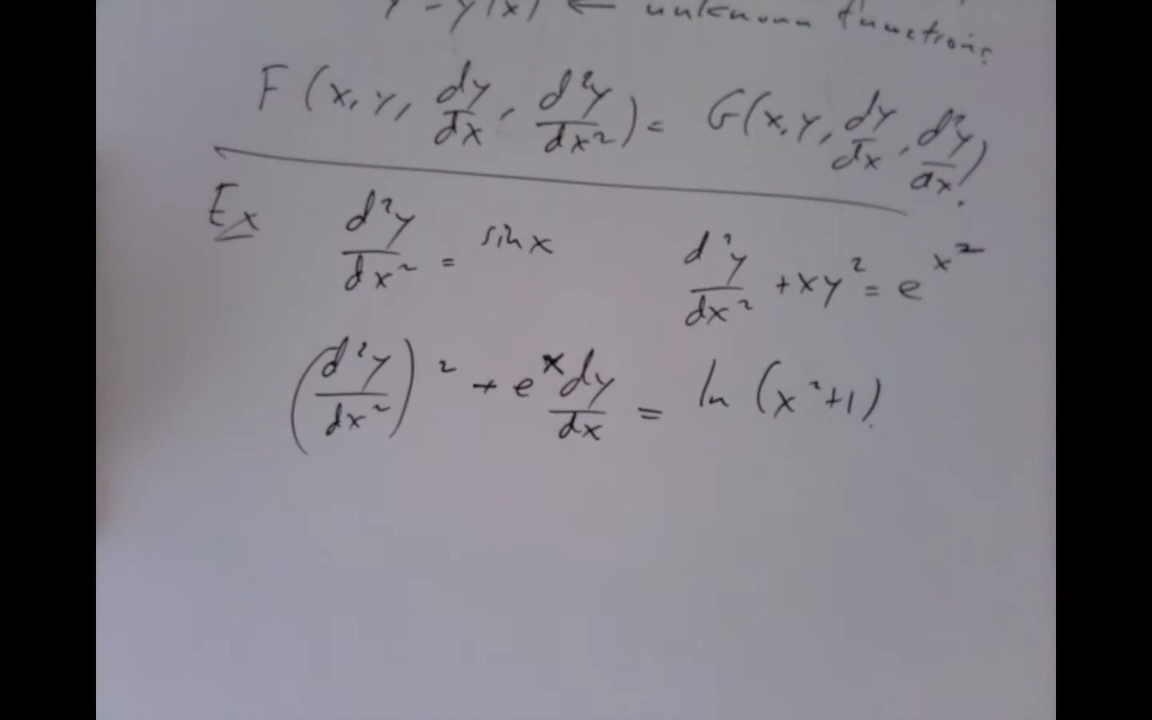 y = y(x) ← unknown functions
F(x, y, dy/dx, d²y/dx²) = G(x, y, dy/dx, d²y/dx)
Ex d²y/dx² = sin x d²y/dx² + xy² = e^x²
(d²y/dx²)² + e^x dy/dx = ln (x²+1)